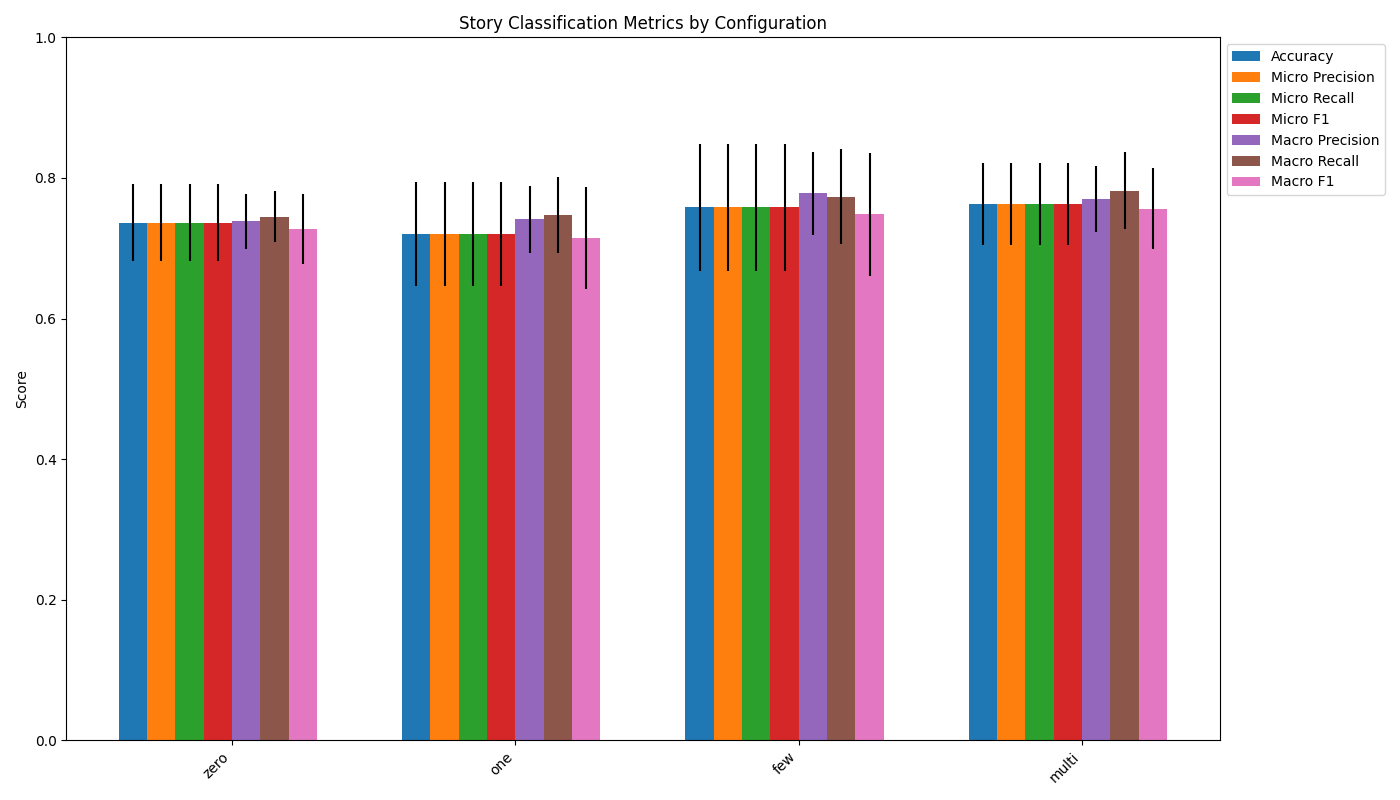 Story Classification Metrics by Configuration
Score
1.0
0.8
0.6
0.4
0.2
0.0
zero
one
few
multi
Accuracy
Micro Precision
Micro Recall
Micro F1
Macro Precision
Macro Recall
Macro F1